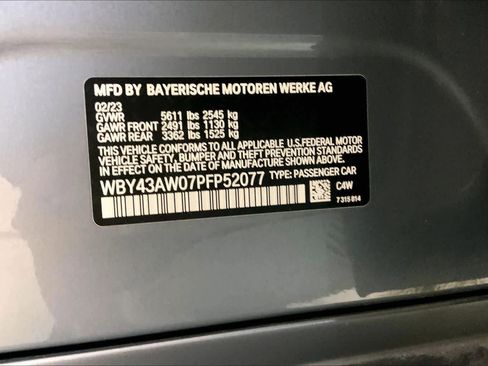 MFD BY BAYERISCHE MOTOREN WERKE AG
02/23
GVWR 5611 lbs 2545 kg
GAWR FRONT 2491 lbs 1130 kg
GAWR REAR 3362 lbs 1525 kg
THIS VEHICLE CONFORMS TO ALL APPLICABLE U.S.FEDERAL MOTOR
VEHICLE SAFETY, BUMPER, AND THEFT PREVENTION STANDARDS
IN EFFECT ON THE DATE OF MANUFACTURE SHOWN ABOVE.
WBY43AW07PFP52077 TYPE: PASSENGER CAR
C4W
7 315 814